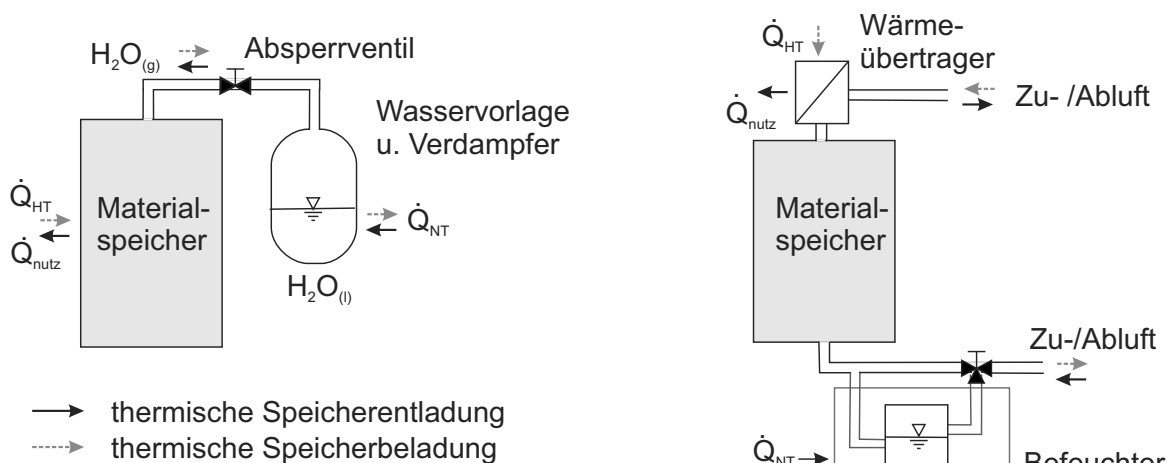 H₂O(g)
Absperrventil
Wasservorlage
u. Verdampfer
Q̇HT
Q̇nutz
Material-
speicher
Q̇NT
H₂O(l)
thermische Speicherentladung
thermische Speicherbeladung
Q̇HT
Wärme-
übertrager
Q̇nutz
Zu- /Abluft
Material-
speicher
Zu-/Abluft
Q̇NT
Befeuchter